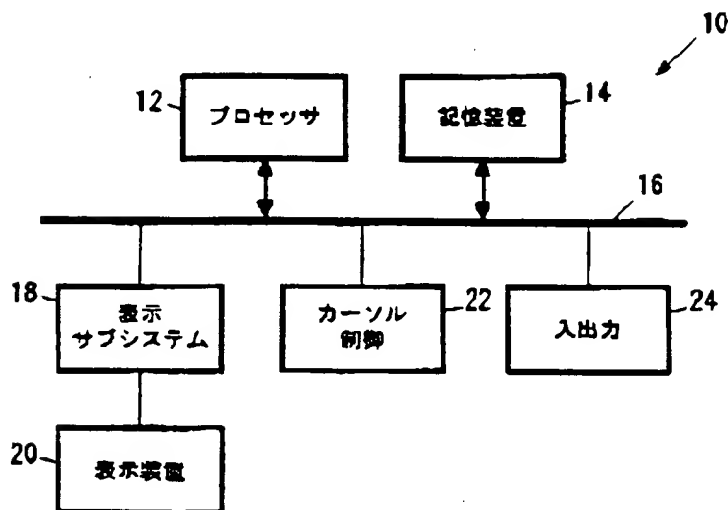 10
12
プロセッサ
14
記憶装置
16
18
表示
サブシステム
22
カーソル
制御
24
入出力
20
表示装置